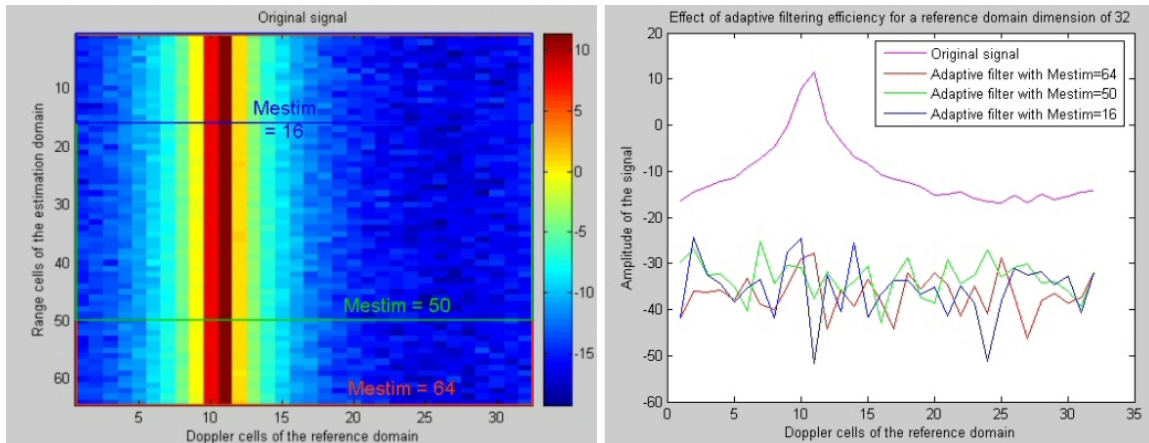 Original signal
10
20
30
40
50
60
5
10
15
20
25
30
Range cells of the estimation domain
Doppler cells of the reference domain
Mestim
= 16
Mestim = 50
Mestim = 64
10
5
0
-5
-10
-15
Effect of adaptive filtering efficiency for a reference domain dimension of 32
Original signal
Adaptive filter with Mestim=64
Adaptive filter with Mestim=50
Adaptive filter with Mestim=16
Amplitude of the signal
20
10
0
-10
-20
-30
-40
-50
-60
0
5
10
15
20
25
30
35
Doppler cells of the reference domain